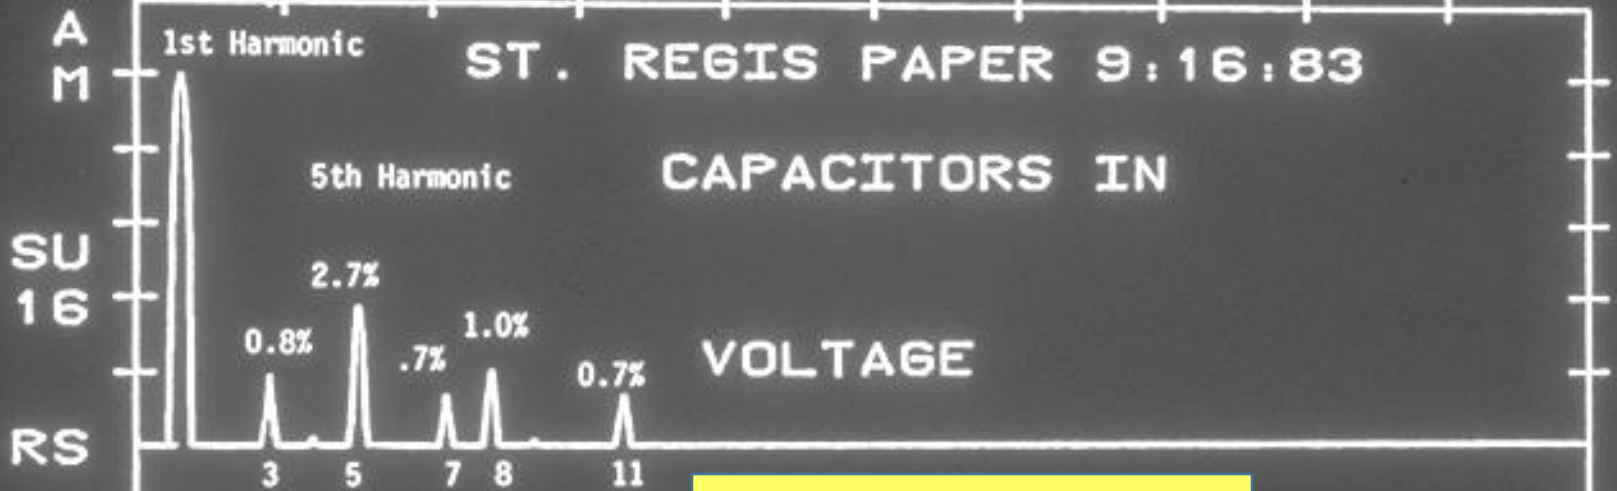 A
M
1st Harmonic
ST. REGIS PAPER 9:16:83
CAPACITORS IN
5th Harmonic
SU
16
2.7%
0.8%
.7%
1.0%
0.7%
VOLTAGE
RS
3 5 7 8 11